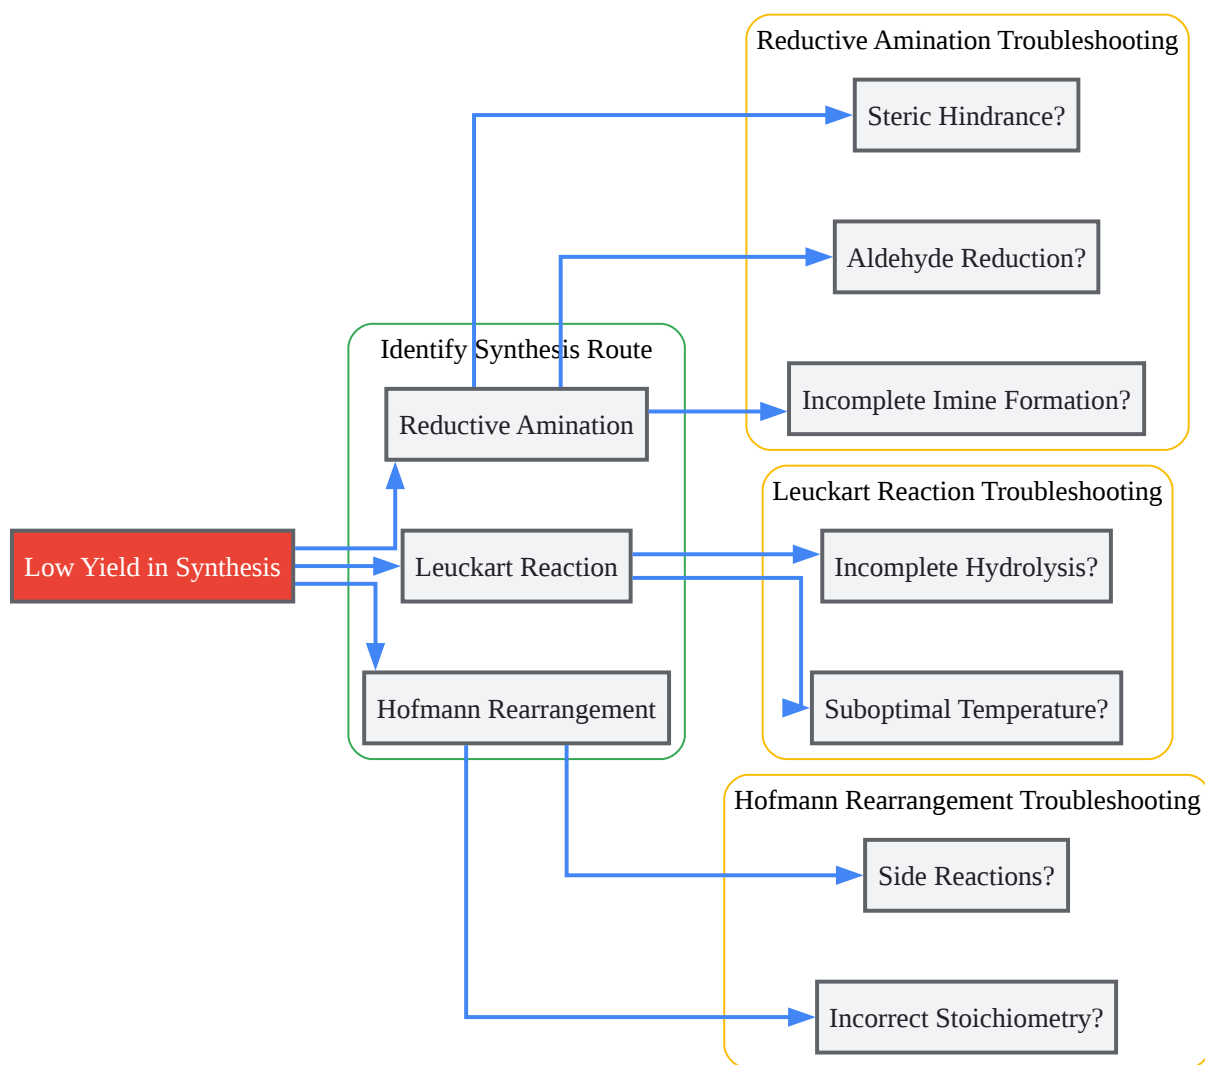 Reductive Amination Troubleshooting
Steric Hindrance?
Aldehyde Reduction?
Incomplete Imine Formation?
Identify Synthesis Route
Reductive Amination
Leuckart Reaction
Hofmann Rearrangement
Low Yield in Synthesis
Leuckart Reaction Troubleshooting
Incomplete Hydrolysis?
Suboptimal Temperature?
Hofmann Rearrangement Troubleshooting
Side Reactions?
Incorrect Stoichiometry?